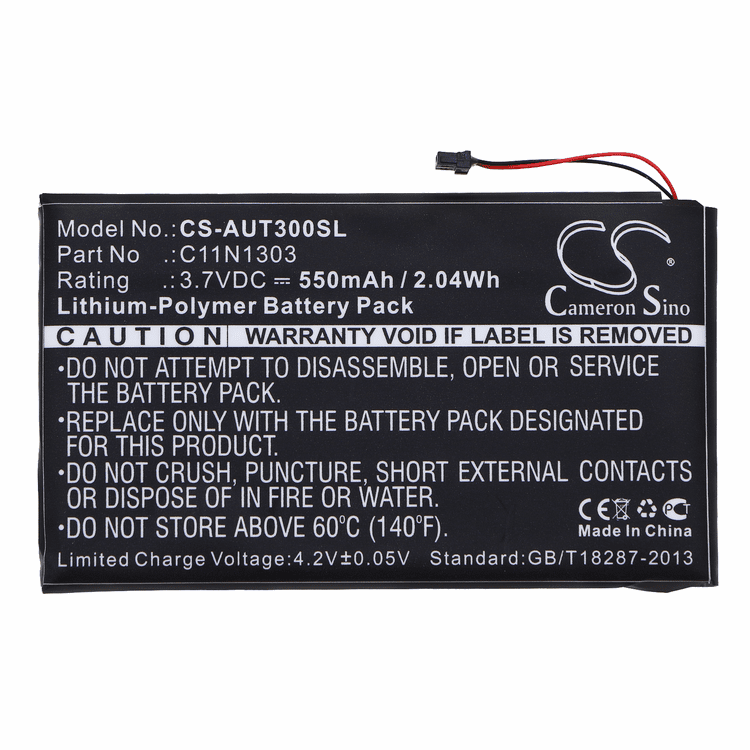 Model No.:CS-AUT300SL
Part No :C11N1303
Rating :3.7VDC ⎓ 550mAh / 2.04Wh
Lithium-Polymer Battery Pack
CS
®
Cameron Sino
CAUTION WARRANTY VOID IF LABEL IS REMOVED
·DO NOT ATTEMPT TO DISASSEMBLE, OPEN OR SERVICE
THE BATTERY PACK.
·REPLACE ONLY WITH THE BATTERY PACK DESIGNATED
FOR THIS PRODUCT.
·DO NOT CRUSH, PUNCTURE, SHORT EXTERNAL CONTACTS
OR DISPOSE OF IN FIRE OR WATER.
·DO NOT STORE ABOVE 60ºC (140ºF).
CE PCT
Made In China
Limited Charge Voltage:4.2V±0.05V Standard:GB/T18287-2013